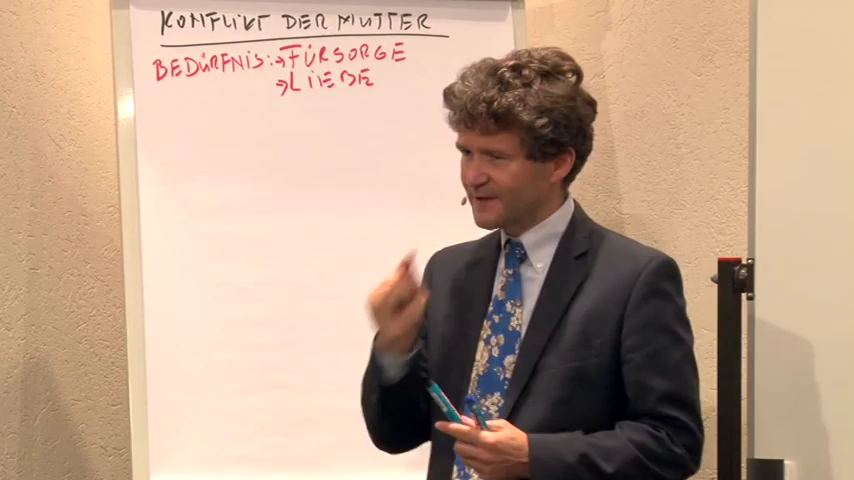 KONFLIKT DER MUTTER
BEDÜRFNIS: → FÜRSORGE
→ LIEBE